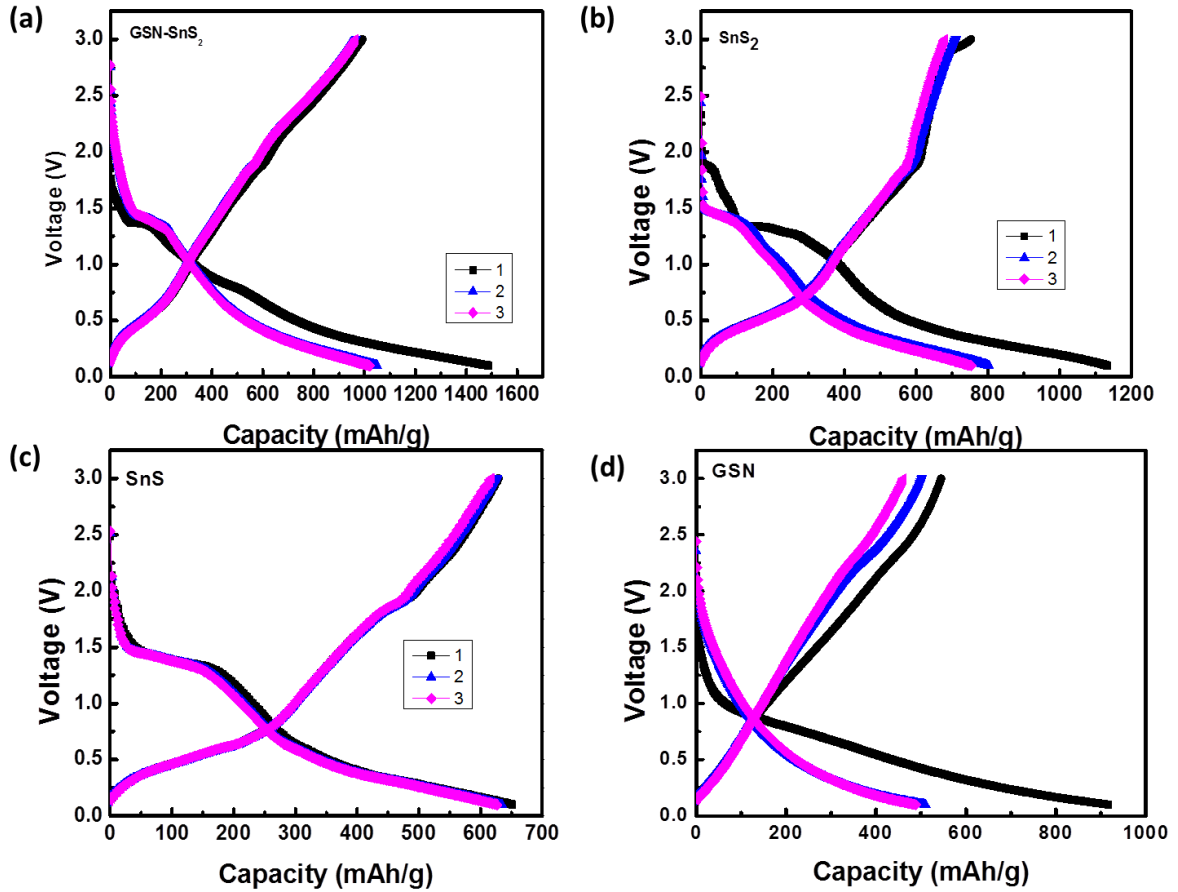 (a)
GSN-SnS₂
3.0
2.5
2.0
1.5
1.0
0.5
0.0
Voltage (V)
1
2
3
0 200 400 600 800 1000 1200 1400 1600
Capacity (mAh/g)
(b)
SnS₂
3.0
2.5
2.0
1.5
1.0
0.5
0.0
Voltage (V)
1
2
3
0 200 400 600 800 1000 1200
Capacity (mAh/g)
(c)
SnS
3.0
2.5
2.0
1.5
1.0
0.5
0.0
Voltage (V)
1
2
3
0 100 200 300 400 500 600 700
Capacity (mAh/g)
(d)
GSN
3.0
2.5
2.0
1.5
1.0
0.5
0.0
Voltage (V)
0 200 400 600 800 1000
Capacity (mAh/g)